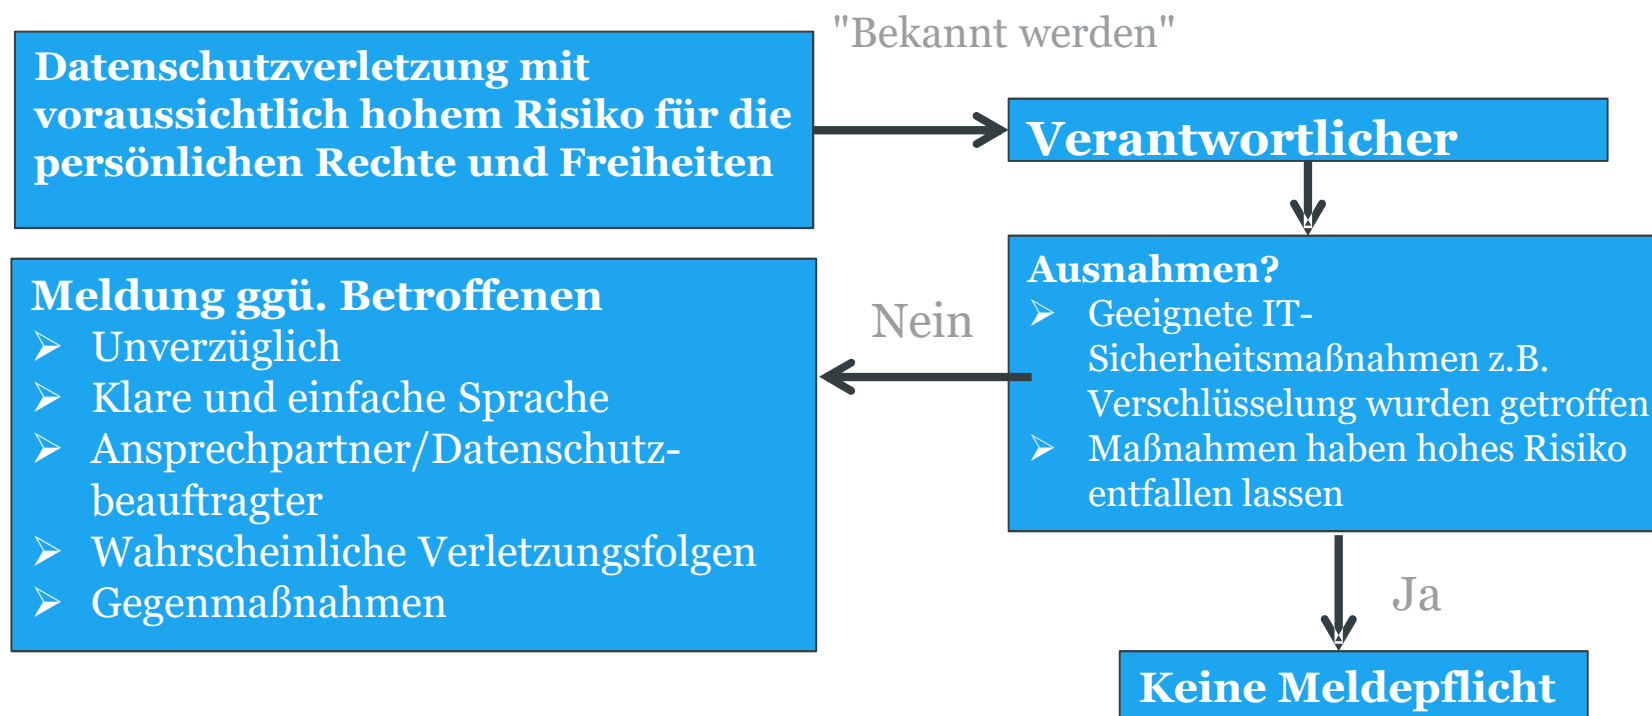 Datenschutzverletzung mit
voraussichtlich hohem Risiko für die
persönlichen Rechte und Freiheiten
"Bekannt werden"
Verantwortlicher
Ausnahmen?
➢ Geeignete IT-
Sicherheitsmaßnahmen z.B.
Verschlüsselung wurden getroffen
➢ Maßnahmen haben hohes Risiko
entfallen lassen
Nein
Meldung ggü. Betroffenen
➢ Unverzüglich
➢ Klare und einfache Sprache
➢ Ansprechpartner/Datenschutz-
beauftragter
➢ Wahrscheinliche Verletzungsfolgen
➢ Gegenmaßnahmen
Ja
Keine Meldepflicht